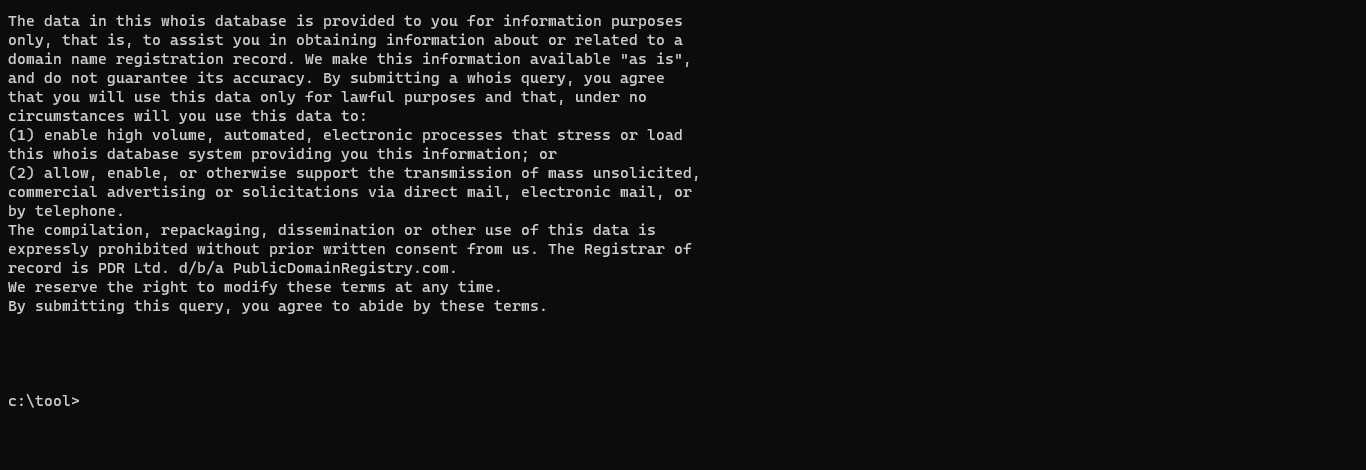 The data in this whois database is provided to you for information purposes
only, that is, to assist you in obtaining information about or related to a
domain name registration record. We make this information available "as is",
and do not guarantee its accuracy. By submitting a whois query, you agree
that you will use this data only for lawful purposes and that, under no
circumstances will you use this data to:
(1) enable high volume, automated, electronic processes that stress or load
this whois database system providing you this information; or
(2) allow, enable, or otherwise support the transmission of mass unsolicited,
commercial advertising or solicitations via direct mail, electronic mail, or
by telephone.
The compilation, repackaging, dissemination or other use of this data is
expressly prohibited without prior written consent from us. The Registrar of
record is PDR Ltd. d/b/a PublicDomainRegistry.com.
We reserve the right to modify these terms at any time.
By submitting this query, you agree to abide by these terms.
c:\tool>